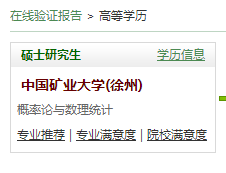 在线验证报告 > 高等学历
硕士研究生 学历信息
中国矿业大学(徐州)
概率论与数理统计
专业推荐 | 专业满意度 | 院校满意度